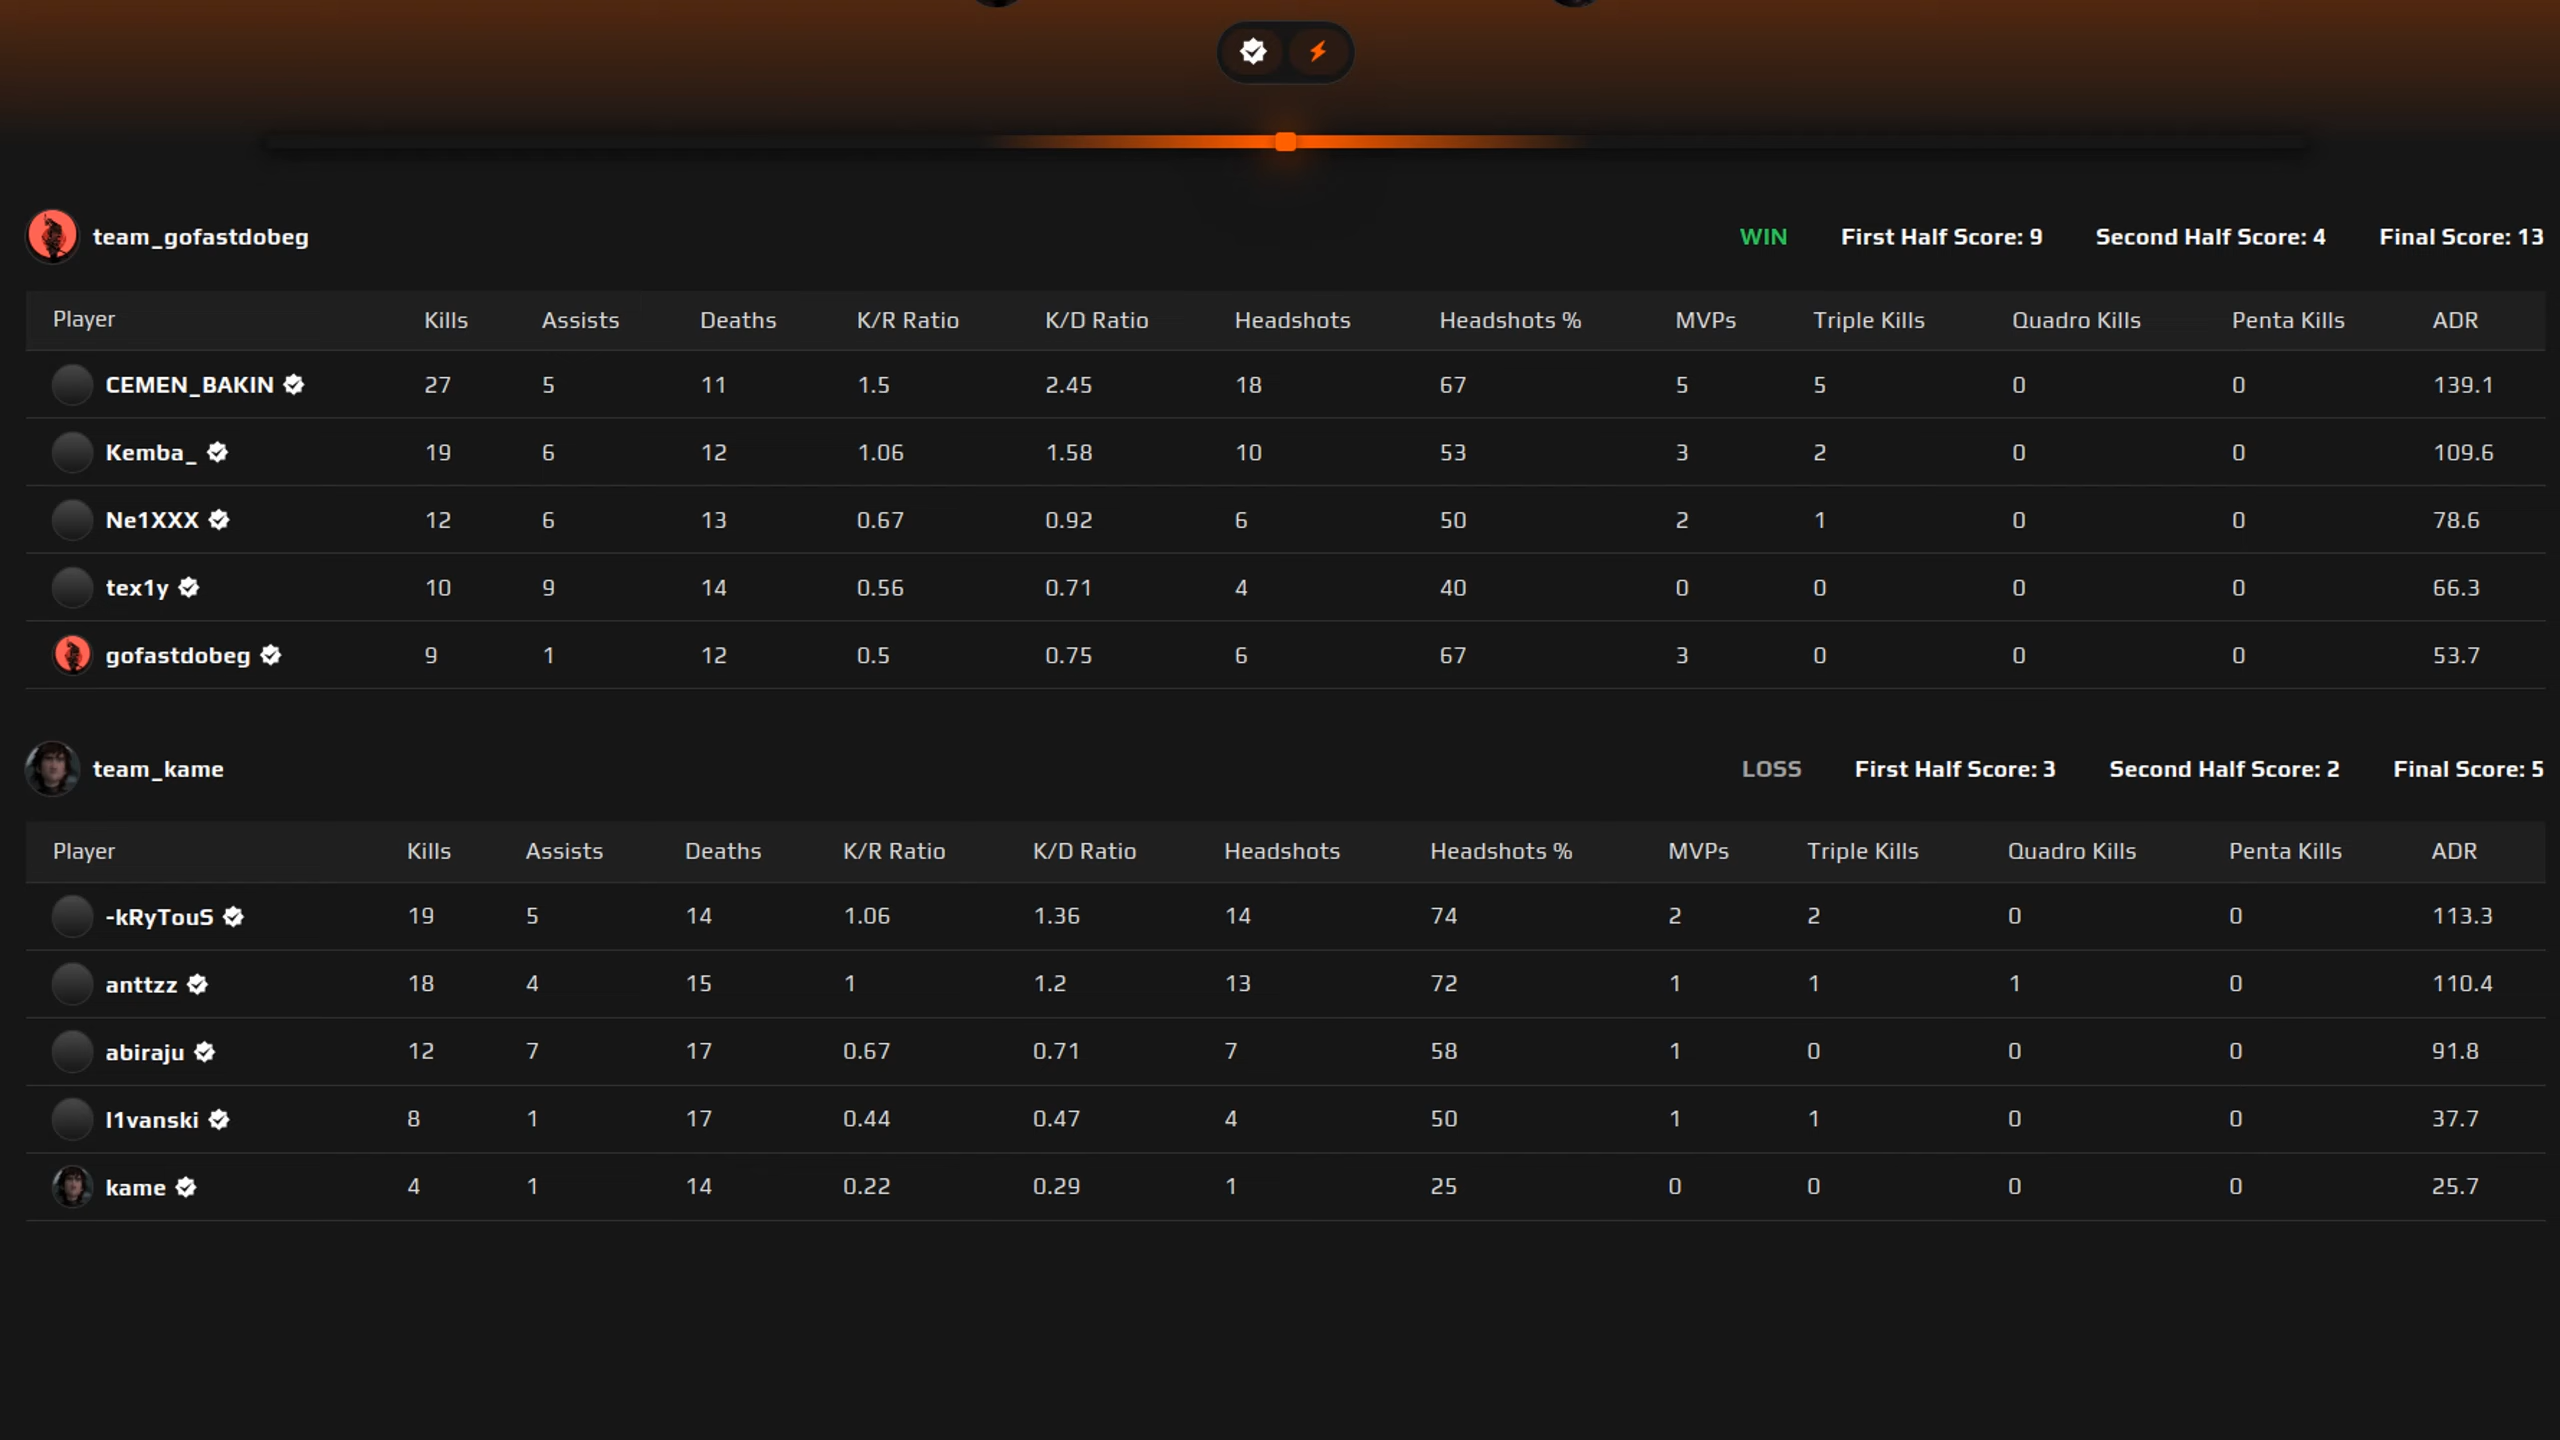 team_gofastdobeg WIN First Half Score: 9 Second Half Score: 4 Final Score: 13
Player Kills Assists Deaths K/R Ratio K/D Ratio Headshots Headshots % MVPs Triple Kills Quadro Kills Penta Kills ADR
CEMEN_BAKIN 27 5 11 1.5 2.45 18 67 5 5 0 0 139.1
Kemba_ 19 6 12 1.06 1.58 10 53 3 2 0 0 109.6
Ne1XXX 12 6 13 0.67 0.92 6 50 2 1 0 0 78.6
tex1y 10 9 14 0.56 0.71 4 40 0 0 0 0 66.3
gofastdobeg 9 1 12 0.5 0.75 6 67 3 0 0 0 53.7
team_kame LOSS First Half Score: 3 Second Half Score: 2 Final Score: 5
Player Kills Assists Deaths K/R Ratio K/D Ratio Headshots Headshots % MVPs Triple Kills Quadro Kills Penta Kills ADR
-kRyTouS 19 5 14 1.06 1.36 14 74 2 2 0 0 113.3
anttzz 18 4 15 1 1.2 13 72 1 1 1 0 110.4
abiraju 12 7 17 0.67 0.71 7 58 1 0 0 0 91.8
l1vanski 8 1 17 0.44 0.47 4 50 1 1 0 0 37.7
kame 4 1 14 0.22 0.29 1 25 0 0 0 0 25.7